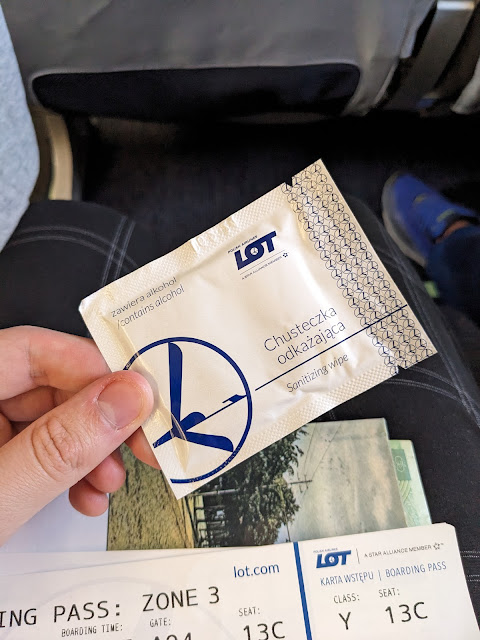 POLISH AIRLINES
LOT
A STAR ALLIANCE MEMBER
zawiera alkohol
/contains alcohol
Chusteczka
odkażająca
Sanitizing wipe
lot.com
ING PASS: ZONE 3
BOARDING TIME:
GATE:
SEAT:
13C
POLISH AIRLINES
LOT
A STAR ALLIANCE MEMBER
KARTA WSTĘPU | BOARDING PASS
CLASS:
SEAT:
Y
13C